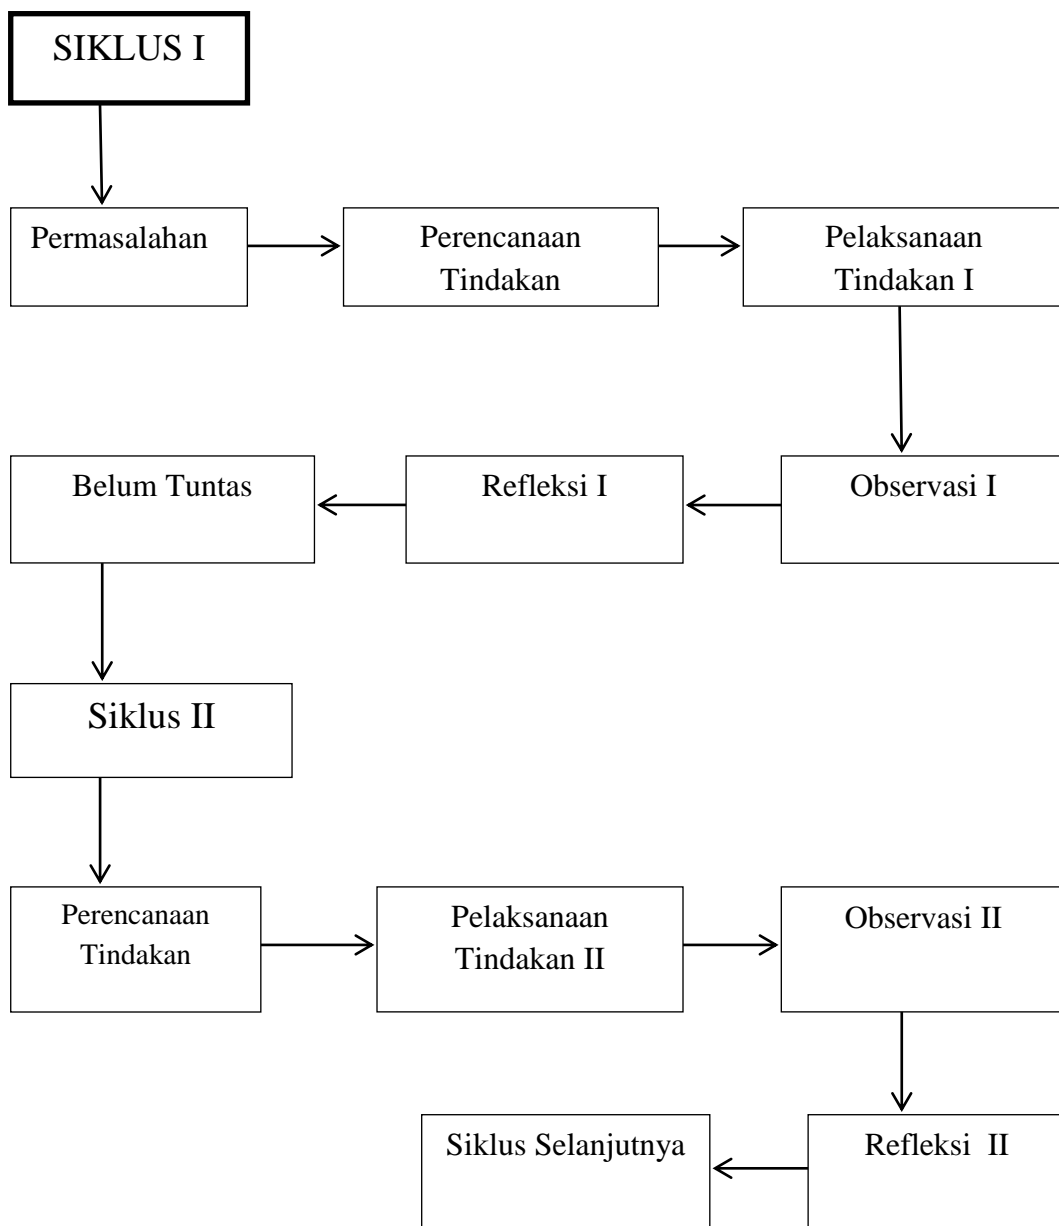 SIKLUS I
Permasalahan
Perencanaan
Tindakan
Pelaksanaan
Tindakan I
Observasi I
Refleksi I
Belum Tuntas
Siklus II
Perencanaan
Tindakan
Pelaksanaan
Tindakan II
Observasi II
Refleksi  II
Siklus Selanjutnya